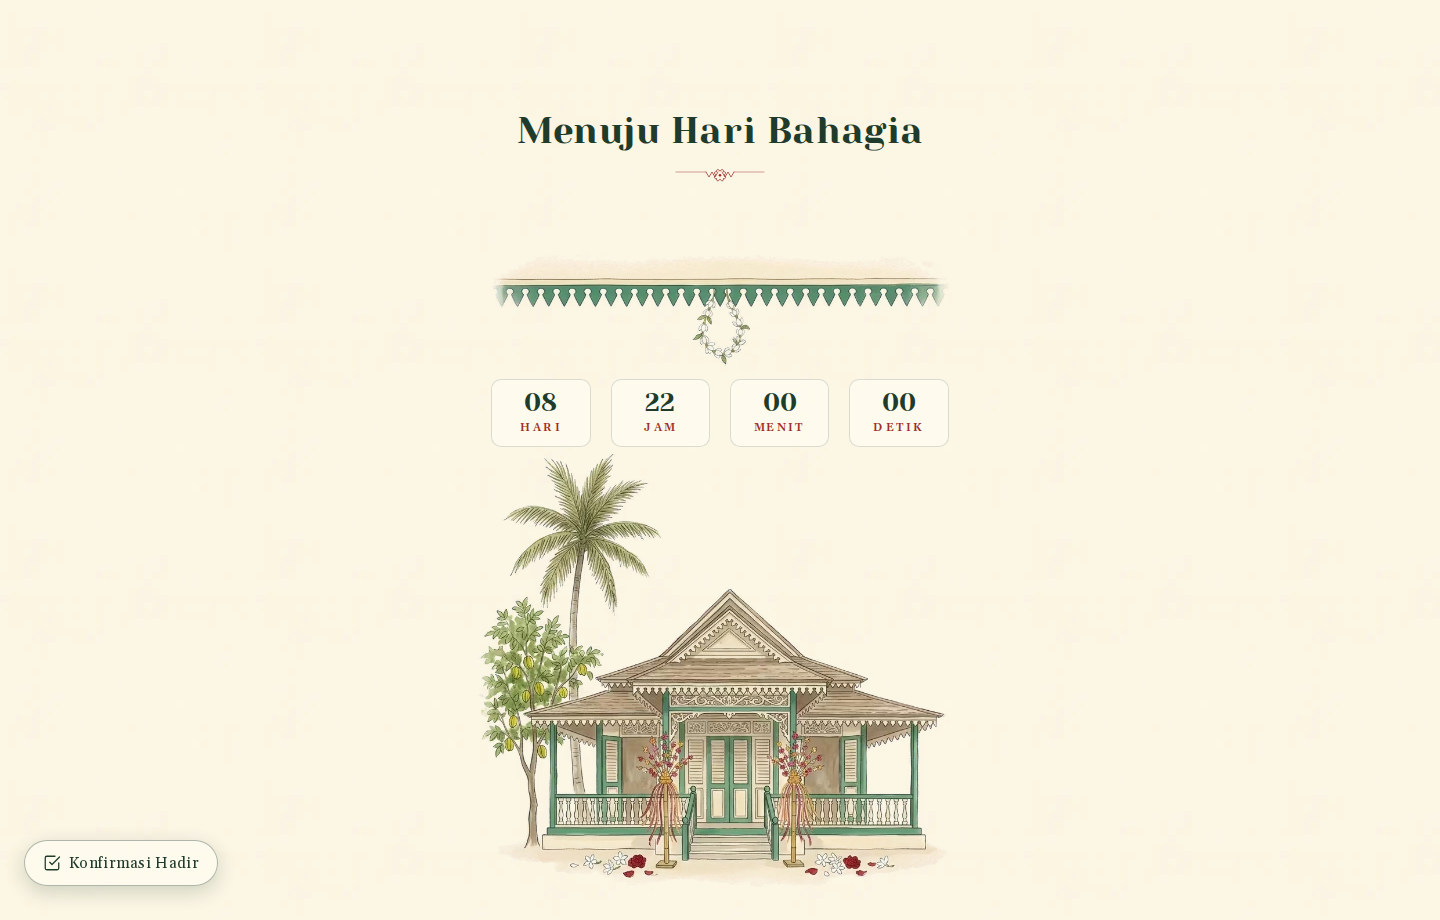 Menuju Hari Bahagia
08 22 00 00
HARI JAM MENIT DETIK
Konfirmasi Hadir